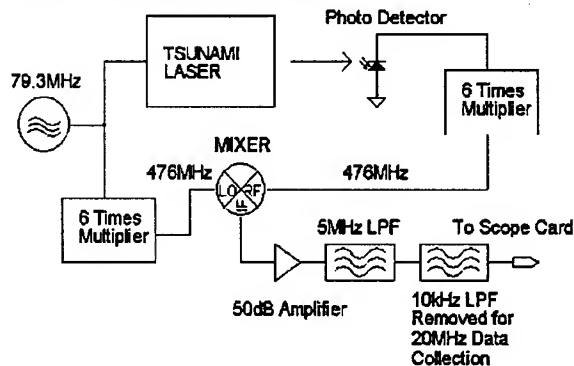 Photo Detector
TSUNAMI
LASER
79.3MHz
6 Times
Multiplier
MIXER
476MHz
476MHz
LO
RF
IF
6 Times
Multiplier
5MHz LPF
To Scope Card
50dB Amplifier
10kHz LPF
Removed for
20MHz Data
Collection